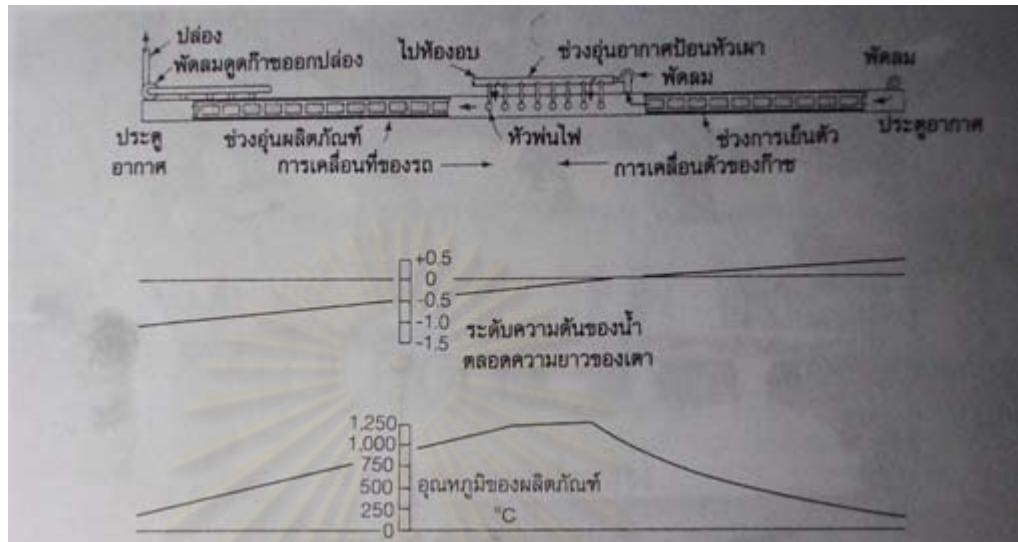 ปล่อง
พัดลมดูดก๊าซออกปล่อง
ไปห้องอบ
ช่วงอุ่นอากาศป้อนหัวเผา
พัดลม
พัดลม
ประตู
อากาศ
ช่วงอุ่นผลิตภัณฑ์
หัวพ่นไฟ
ช่วงการเย็นตัว
ประตูอากาศ
การเคลื่อนที่ของรถ
การเคลื่อนตัวของก๊าซ
+0.5
0
-0.5
-1.0
-1.5
ระดับความดันของน้ำ
ตลอดความยาวของเตา
1,250
1,000
750
500
250
0
อุณหภูมิของผลิตภัณฑ์
°C